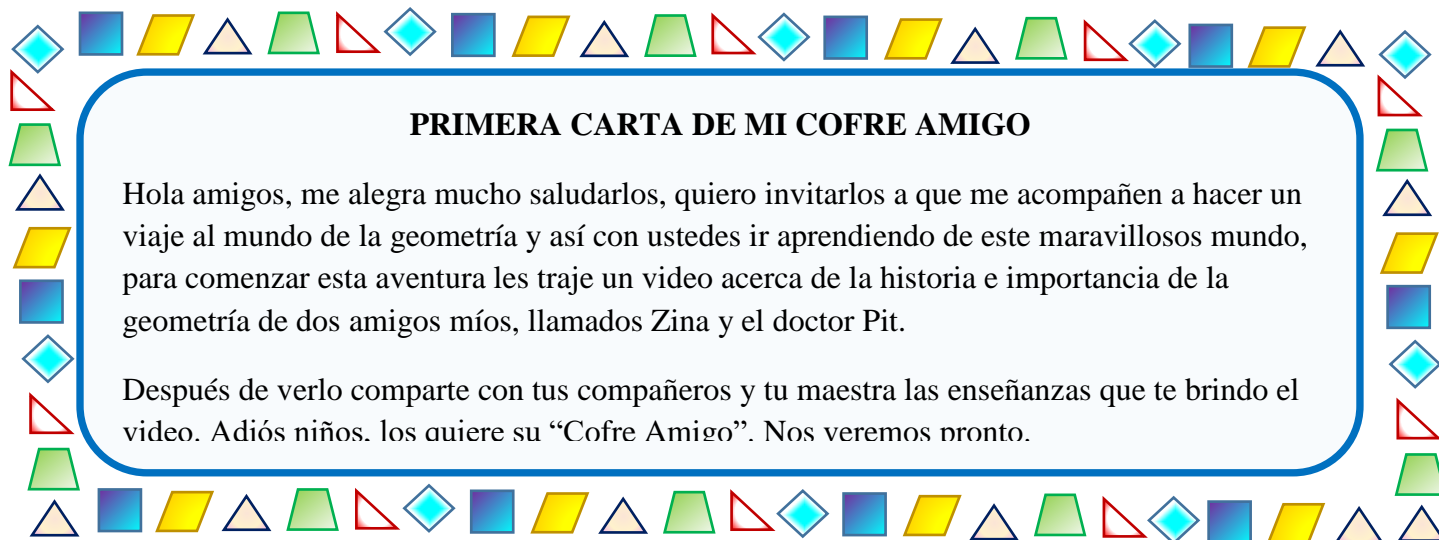 PRIMERA CARTA DE MI COFRE AMIGO
Hola amigos, me alegra mucho saludarlos, quiero invitarlos a que me acompañen a hacer un
viaje al mundo de la geometría y así con ustedes ir aprendiendo de este maravillosos mundo,
para comenzar esta aventura les traje un video acerca de la historia e importancia de la
geometría de dos amigos míos, llamados Zina y el doctor Pit.
Después de verlo comparte con tus compañeros y tu maestra las enseñanzas que te brindo el
video. Adiós niños, los quiere su “Cofre Amigo”. Nos veremos pronto.